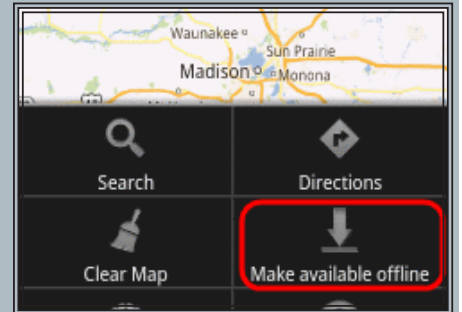 Waunakee
Sun Prairie
Madison
Monona
Search
Directions
Clear Map
Make available offline